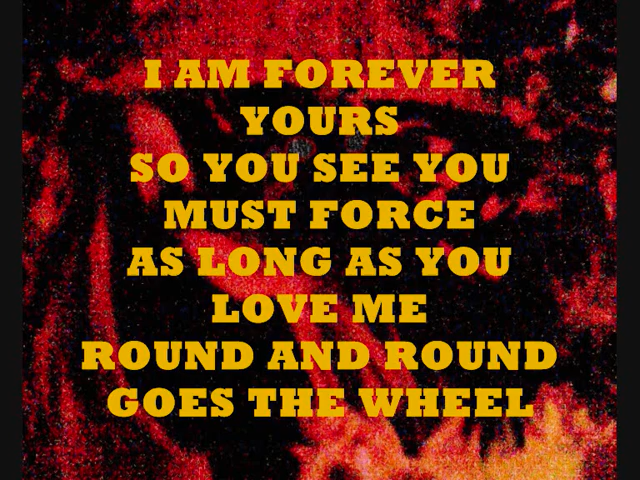 I AM FOREVER
YOURS
SO YOU SEE YOU
MUST FORCE
AS LONG AS YOU
LOVE ME
ROUND AND ROUND
GOES THE WHEEL